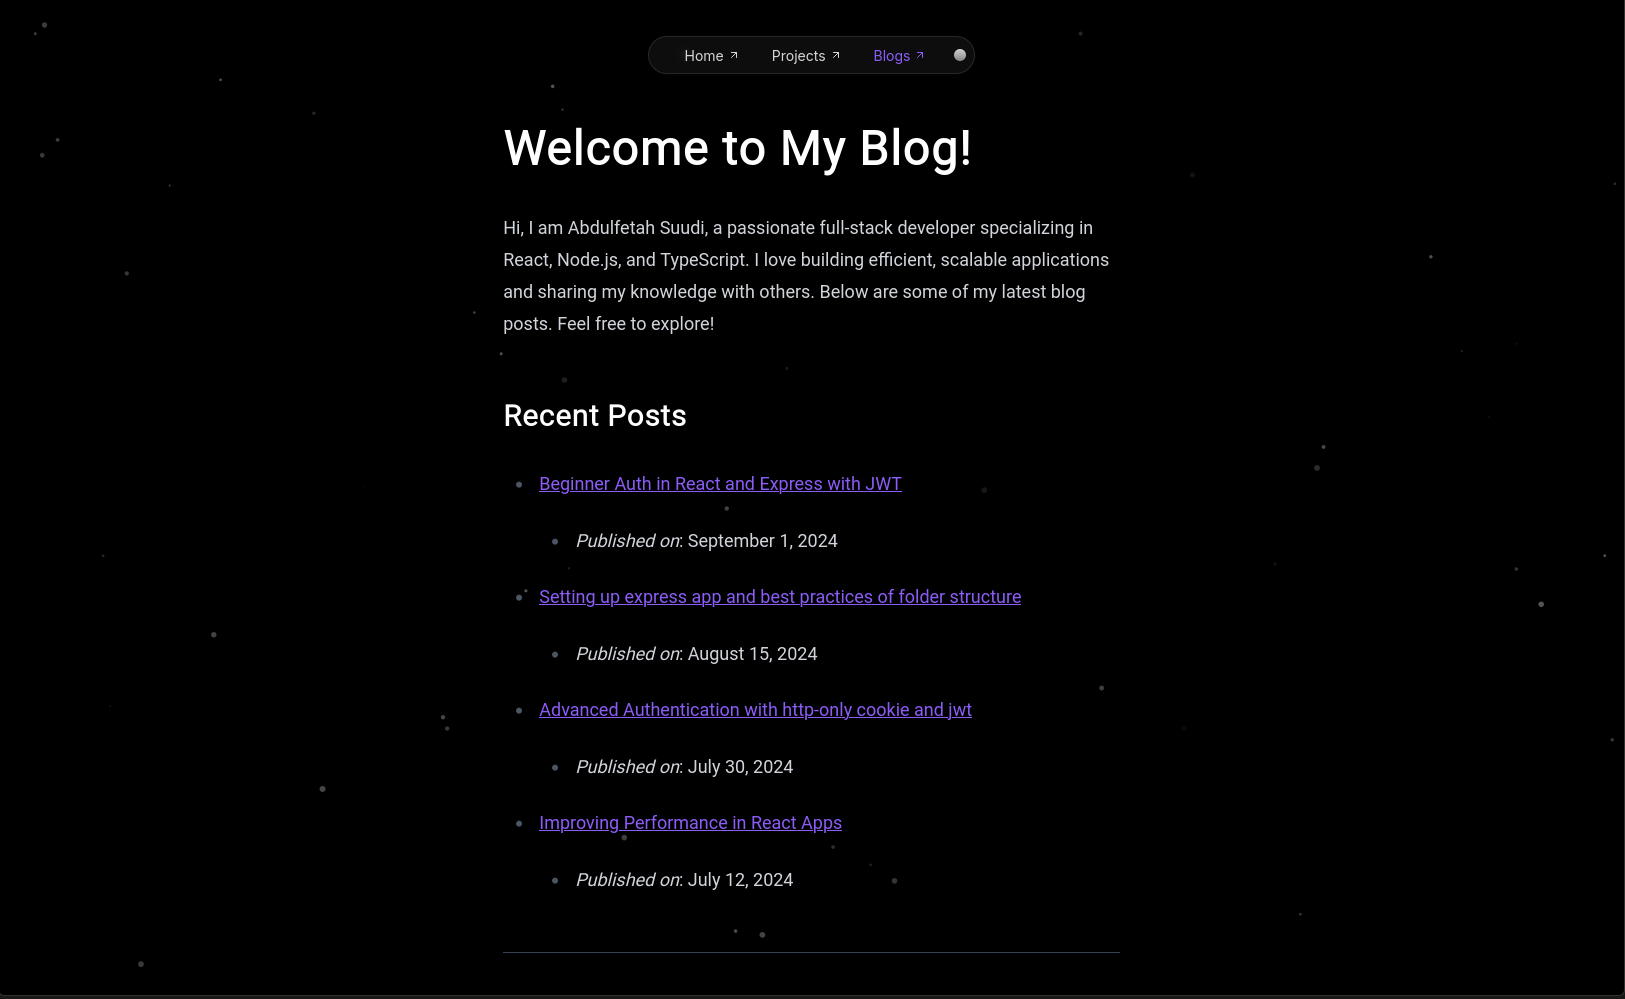 Home Projects Blogs
Welcome to My Blog!
Hi, I am Abdulfetah Suudi, a passionate full-stack developer specializing in
React, Node.js, and TypeScript. I love building efficient, scalable applications
and sharing my knowledge with others. Below are some of my latest blog
posts. Feel free to explore!
Recent Posts
Beginner Auth in React and Express with JWT
Published on: September 1, 2024
Setting up express app and best practices of folder structure
Published on: August 15, 2024
Advanced Authentication with http-only cookie and jwt
Published on: July 30, 2024
Improving Performance in React Apps
Published on: July 12, 2024